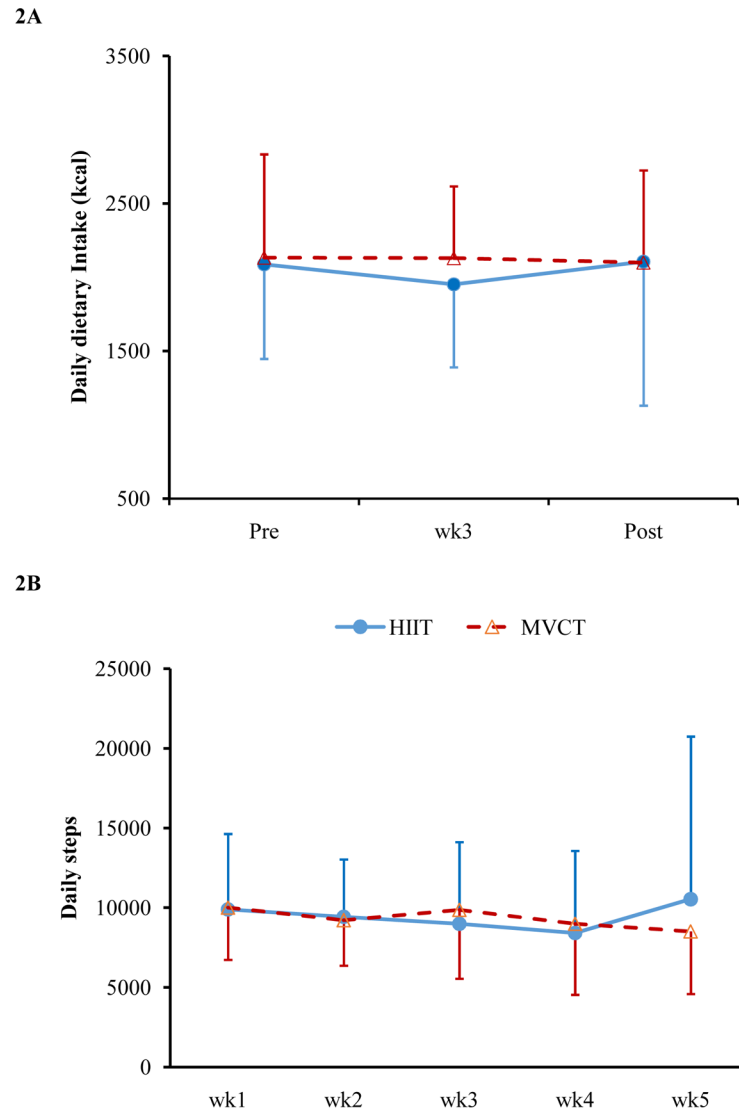 2A
3500
2500
1500
500
Daily dietary Intake (kcal)
Pre wk3 Post
2B
HIIT MVCT
25000
20000
15000
10000
5000
0
Daily steps
wk1 wk2 wk3 wk4 wk5